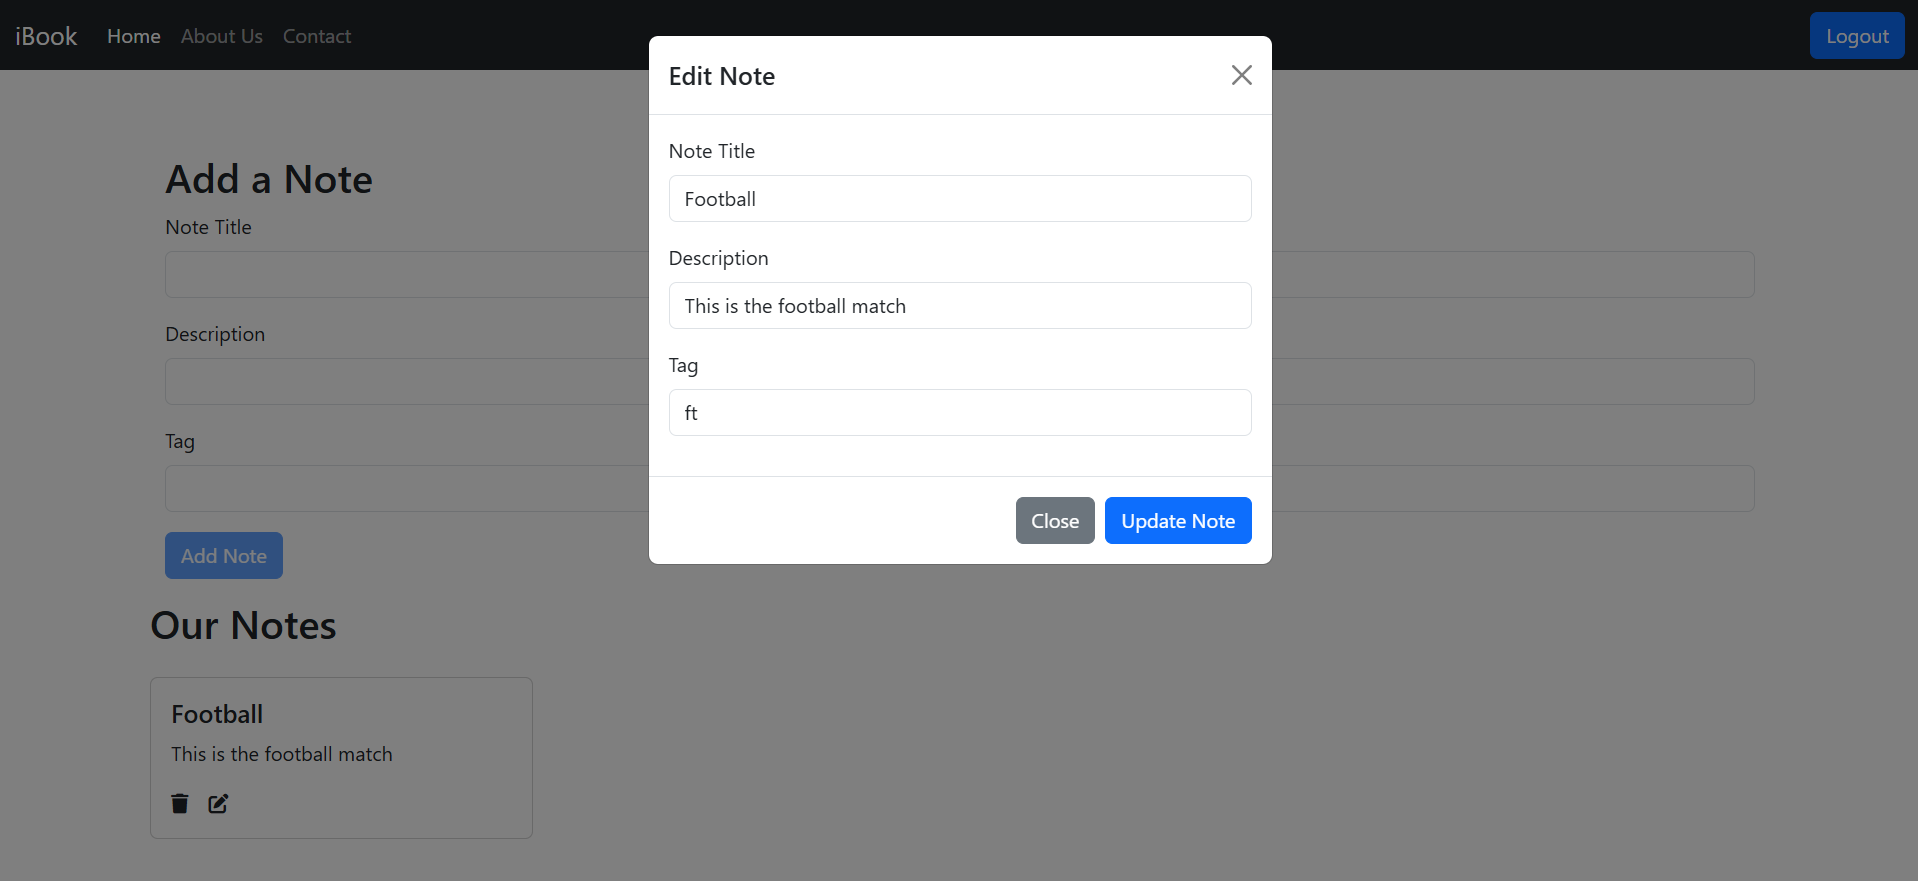 iBook Home About Us Contact Logout
Edit Note
Note Title
Football
Description
This is the football match
Tag
ft
Close Update Note
Add a Note
Note Title
Description
Tag
Add Note
Our Notes
Football
This is the football match